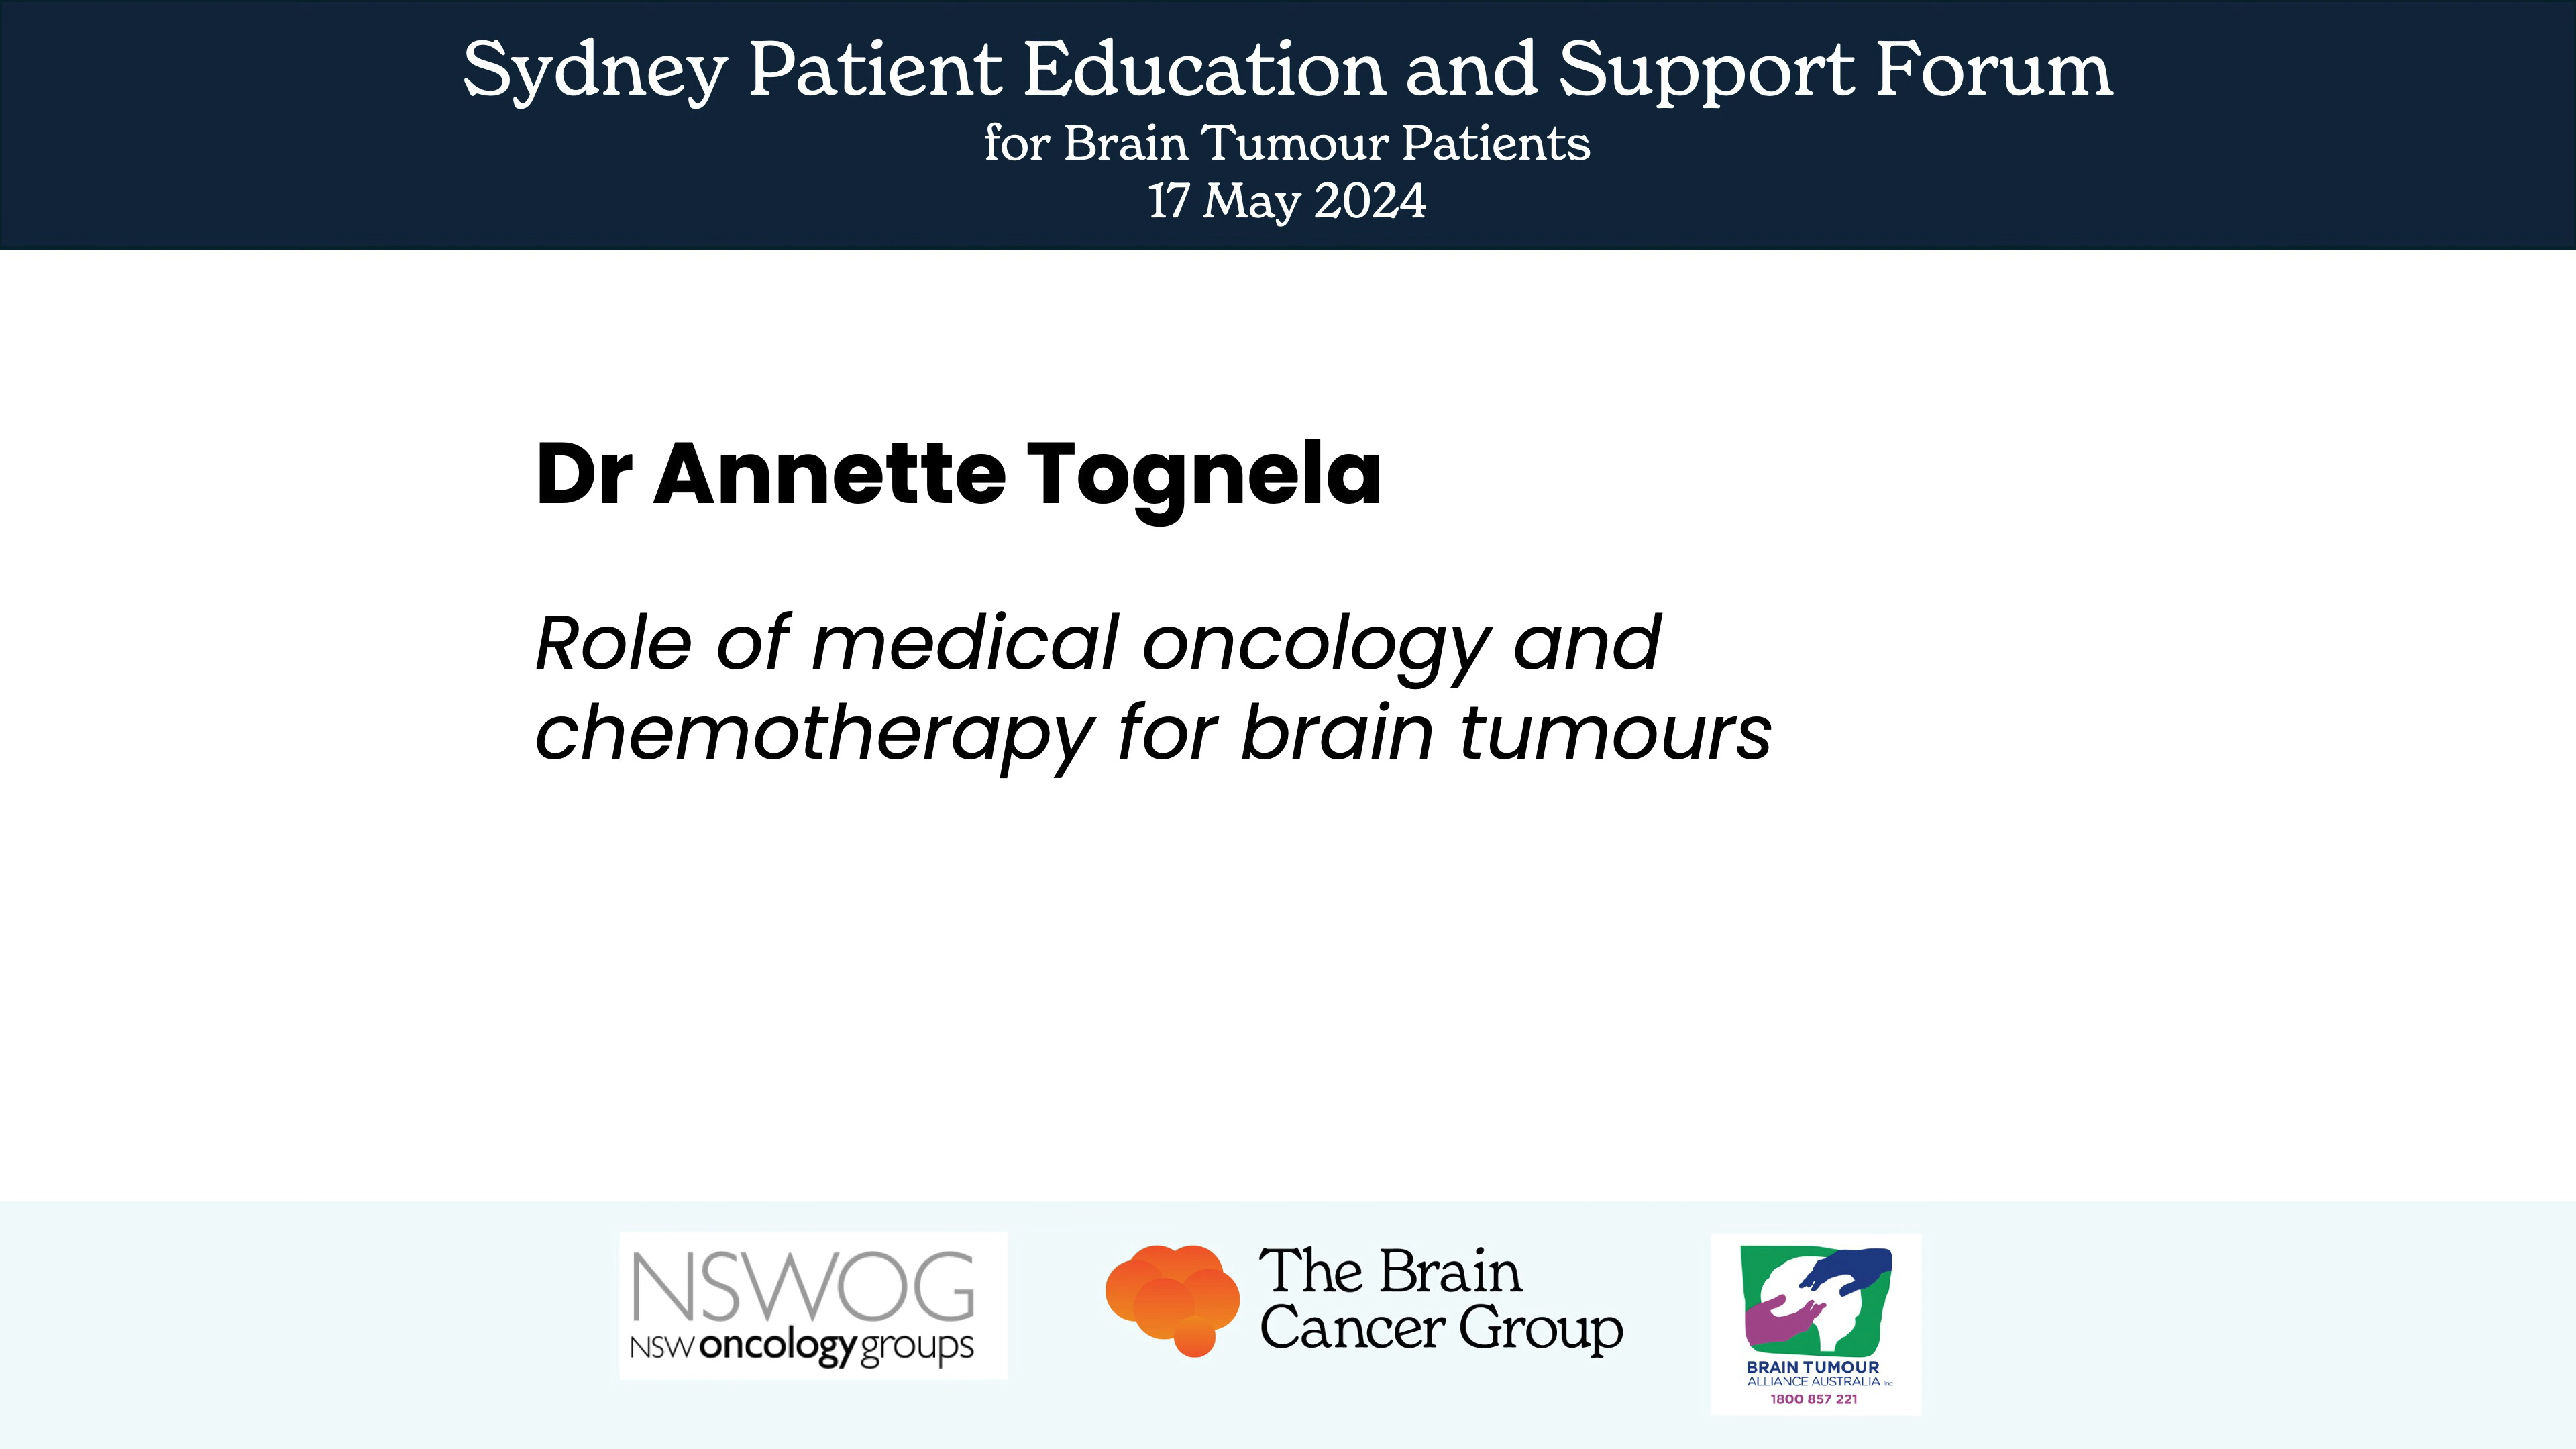 Sydney Patient Education and Support Forum
for Brain Tumour Patients
17 May 2024
Dr Annette Tognela
Role of medical oncology and
chemotherapy for brain tumours
NSWOG
NSW oncology groups
The Brain
Cancer Group
BRAIN TUMOUR
ALLIANCE AUSTRALIA inc.
1800 857 221